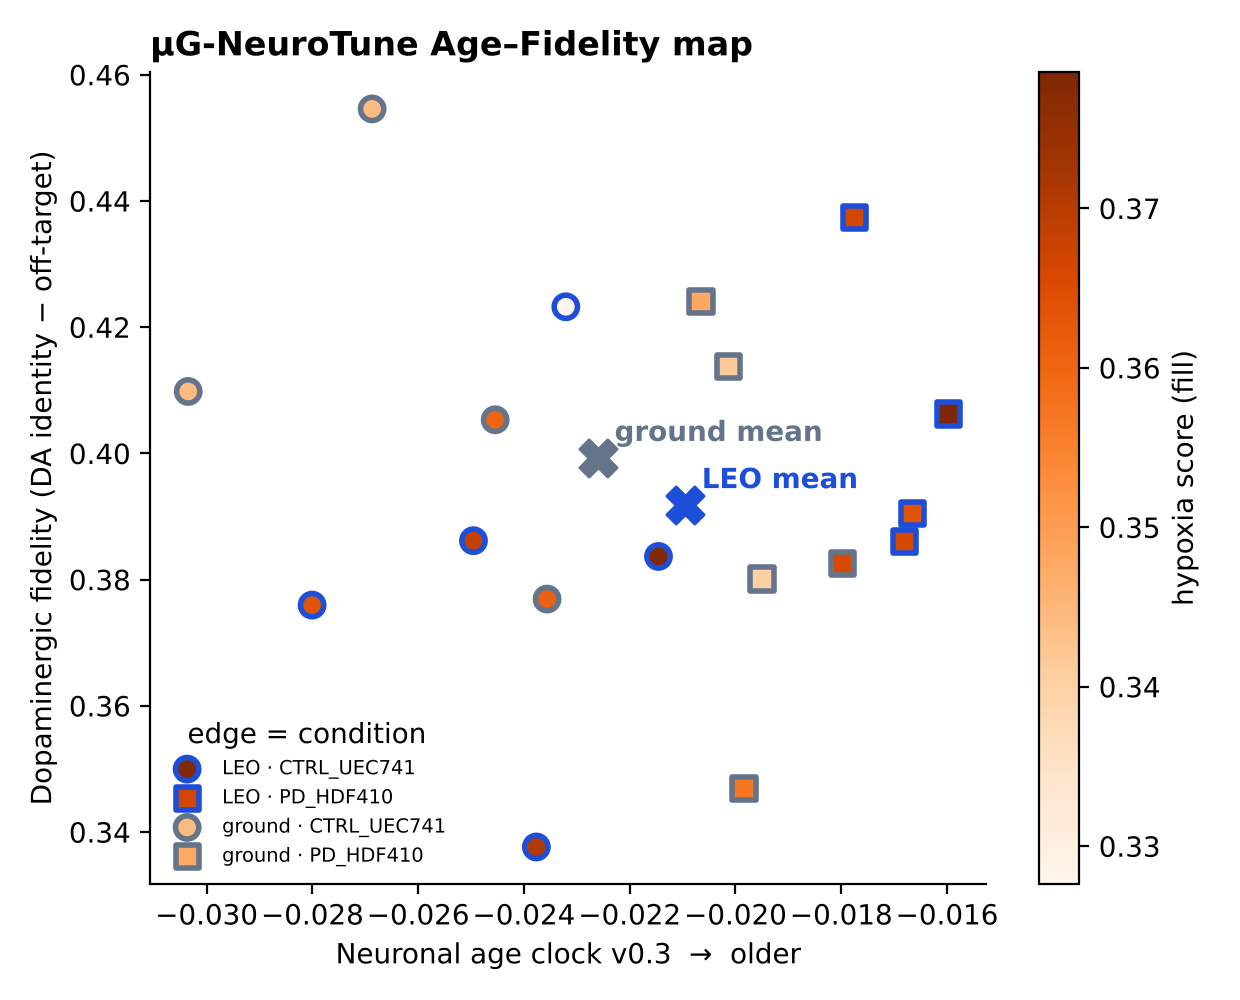 µG-NeuroTune Age–Fidelity map
Dopaminergic fidelity (DA identity − off-target)
0.46
0.44
0.42
0.40
0.38
0.36
0.34
ground mean
LEO mean
edge = condition
LEO · CTRL_UEC741
LEO · PD_HDF410
ground · CTRL_UEC741
ground · PD_HDF410
−0.030 −0.028 −0.026 −0.024 −0.022 −0.020 −0.018 −0.016
Neuronal age clock v0.3 → older
0.37
0.36
0.35
0.34
0.33
hypoxia score (fill)